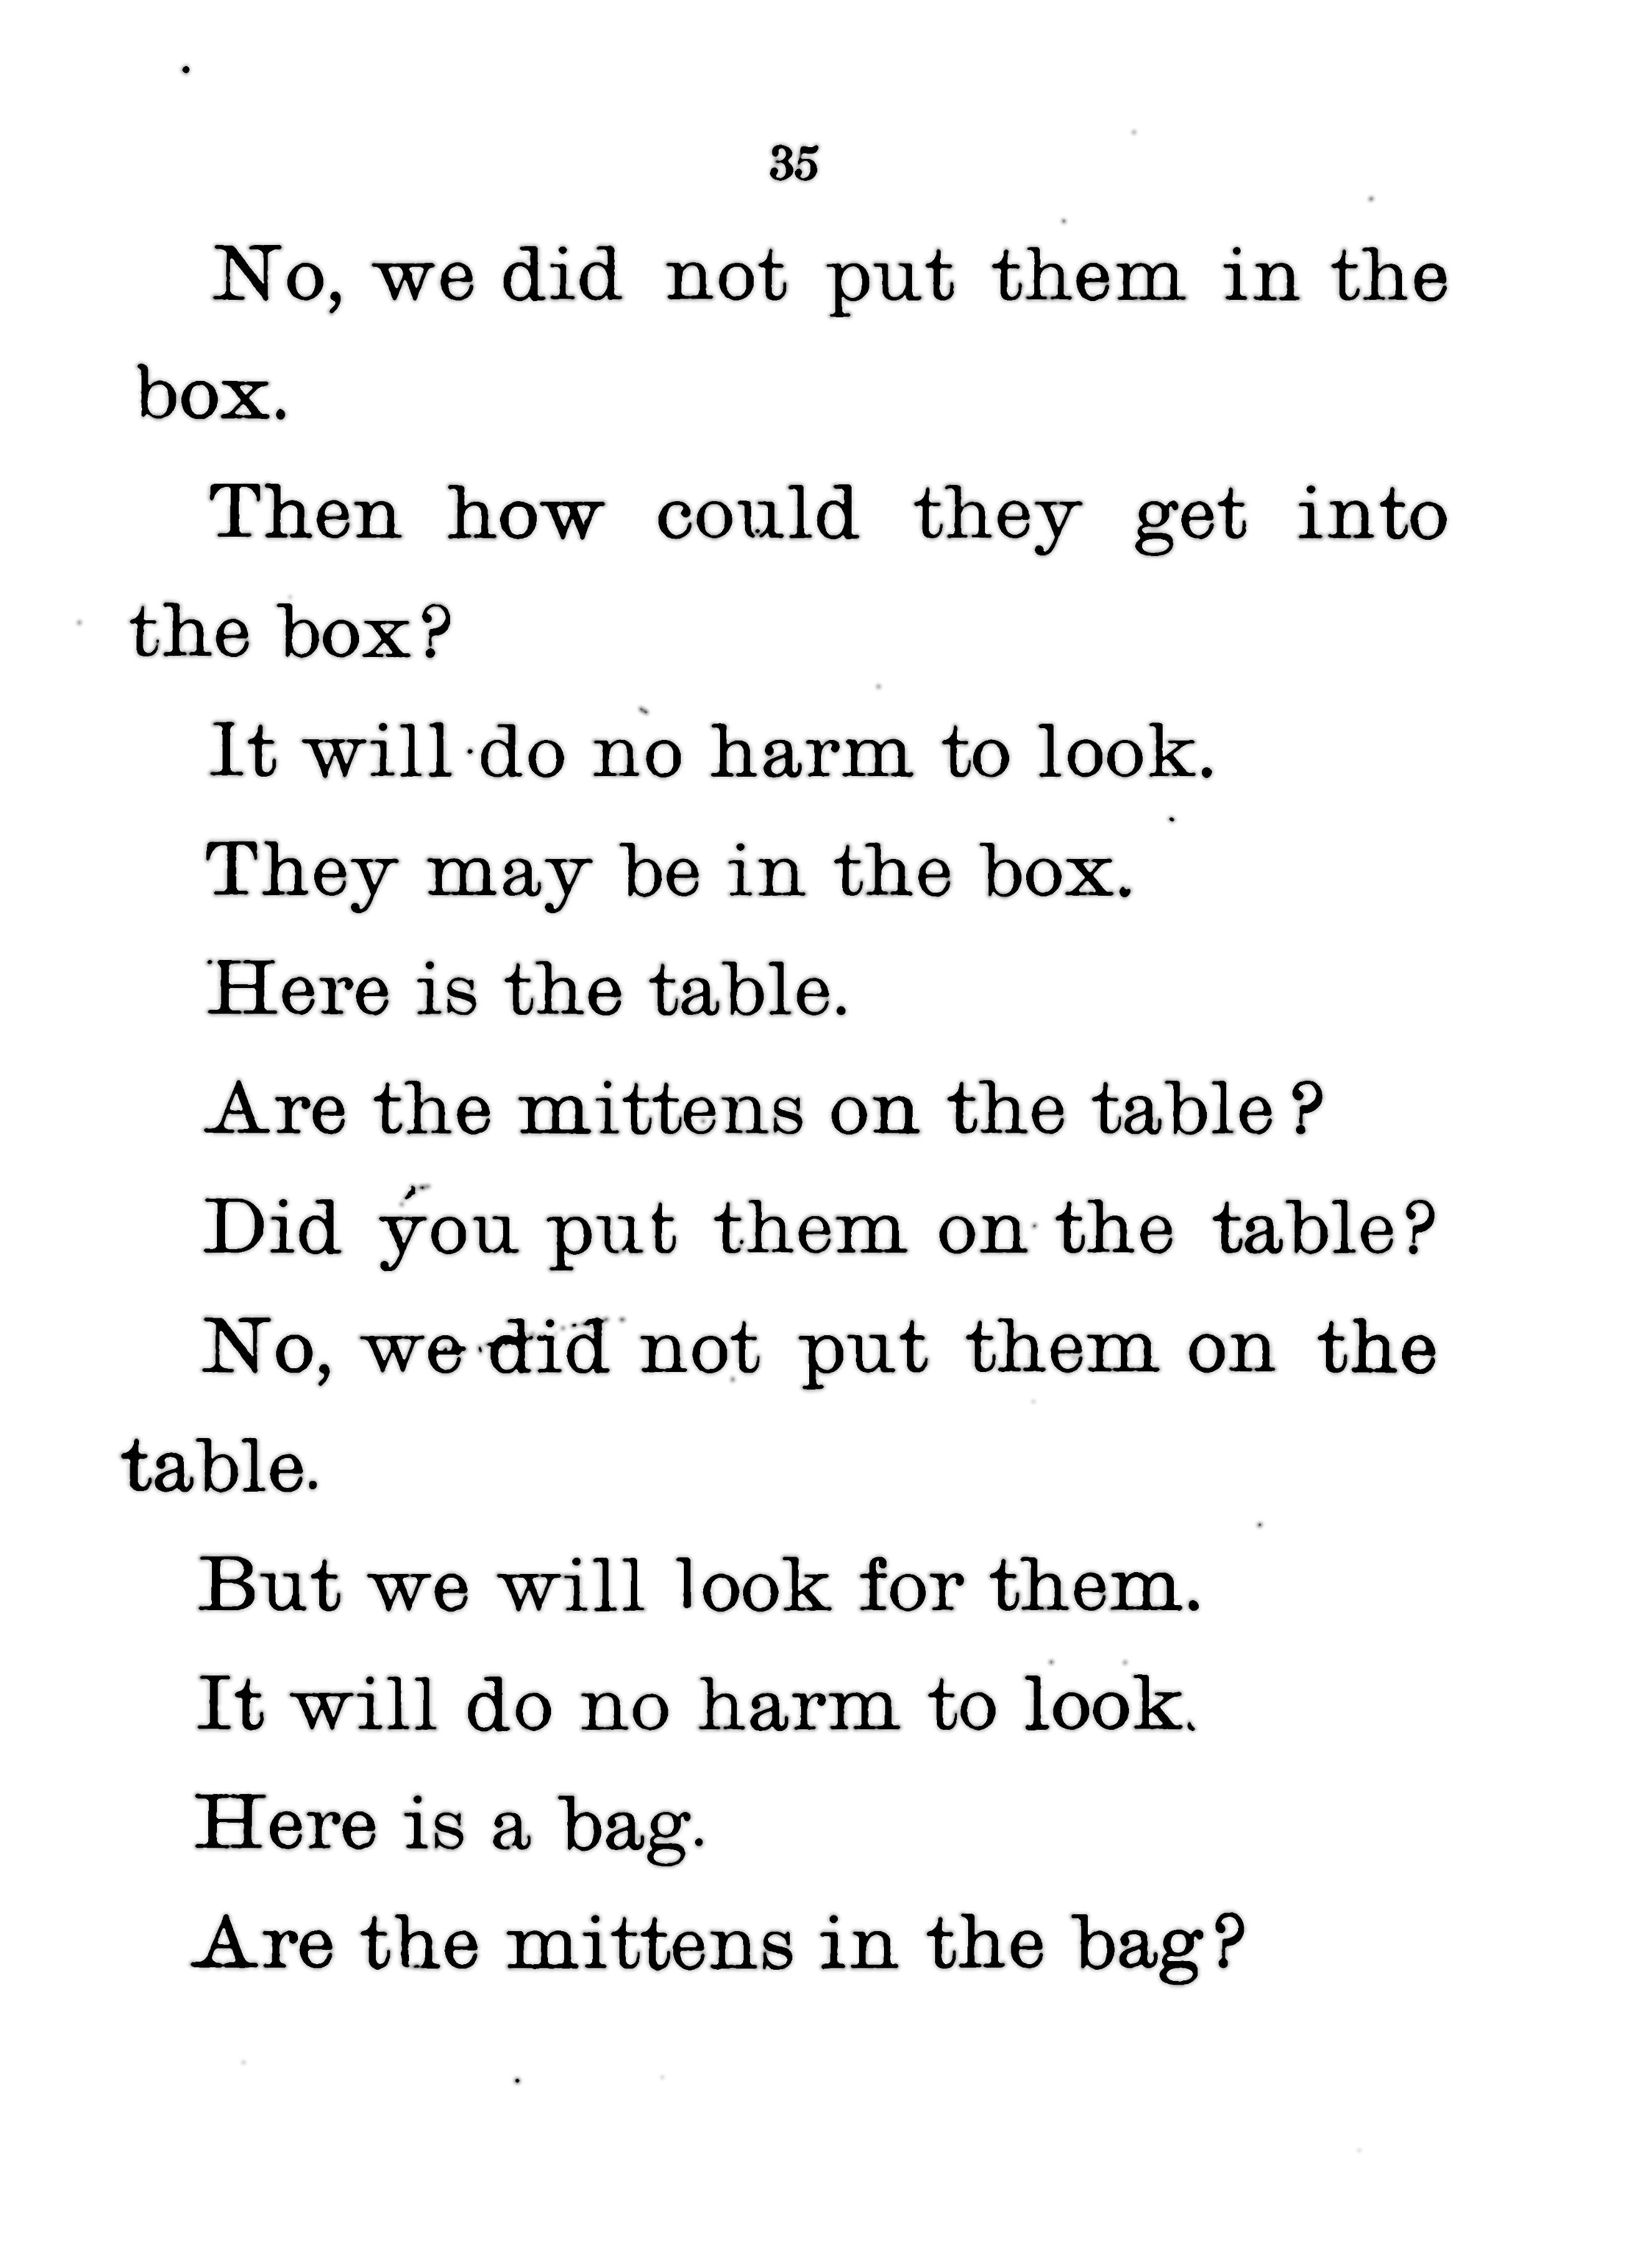 35
No, we did not put them in the
box.
Then how could they get into
the box?
It will do no harm to look.
They may be in the box.
Here is the table.
Are the mittens on the table?
Did you put them on the table?
No, we did not put them on the
table.
But we will look for them.
It will do no harm to look.
Here is a bag.
Are the mittens in the bag?